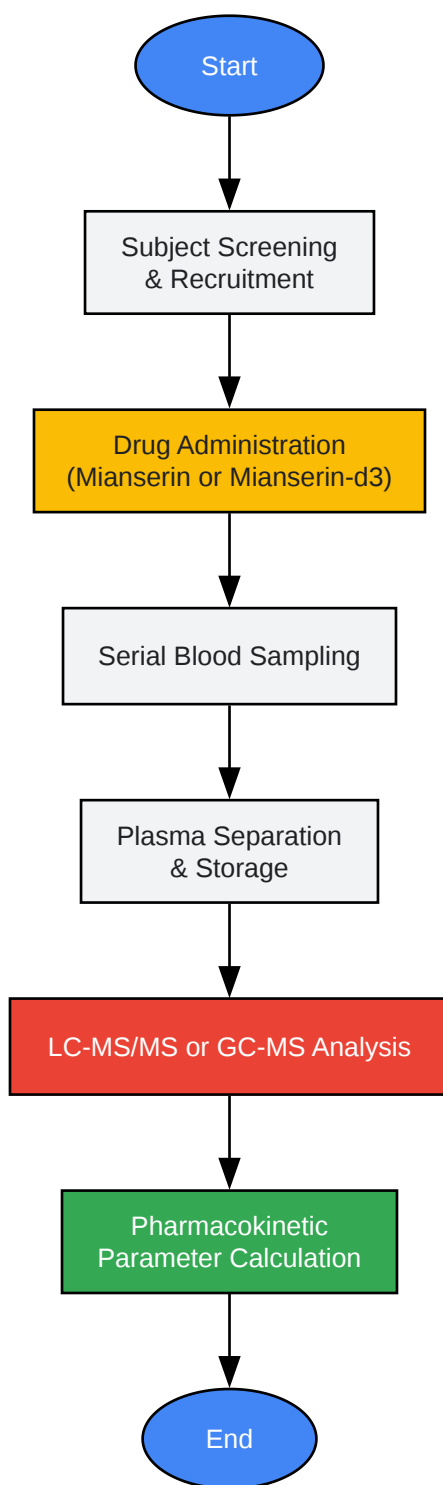 Start
Subject Screening
& Recruitment
Drug Administration
(Mianserin or Mianserin-d3)
Serial Blood Sampling
Plasma Separation
& Storage
LC-MS/MS or GC-MS Analysis
Pharmacokinetic
Parameter Calculation
End